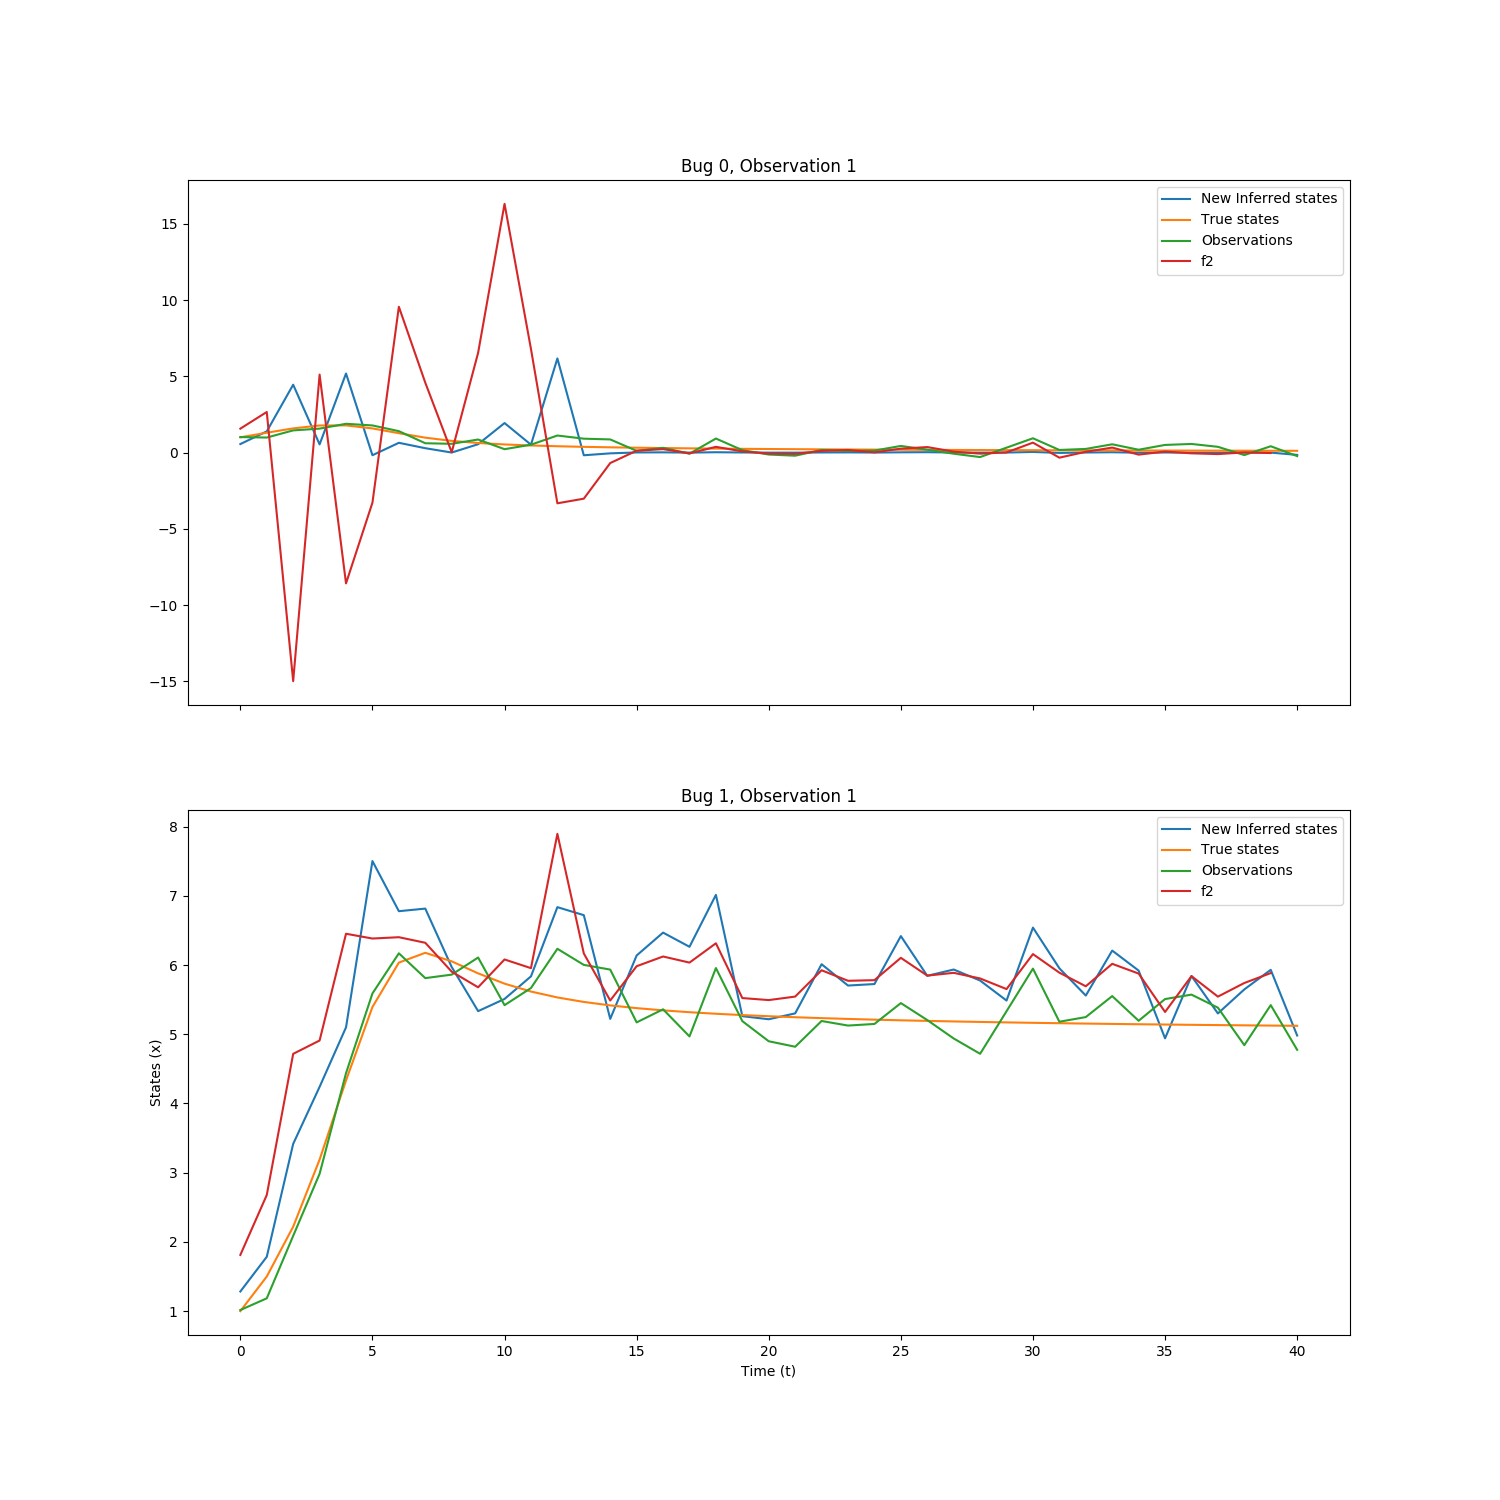 Bug 0, Observation 1
New Inferred states
True states
Observations
f2
15
10
5
0
−5
−10
−15
Bug 1, Observation 1
New Inferred states
True states
Observations
f2
8
7
6
5
4
3
2
1
States (x)
0 5 10 15 20 25 30 35 40
Time (t)